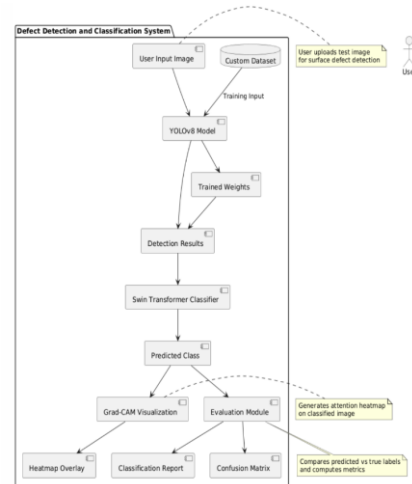 Defect Detection and Classification System
User Input Image
Custom Dataset
User uploads test image
for surface defect detection
Training Input
YOLOv8 Model
Trained Weights
Detection Results
Swin Transformer Classifier
Predicted Class
Grad-CAM Visualization
Evaluation Module
Generates attention heatmap
on classified image
Heatmap Overlay
Classification Report
Confusion Matrix
Compares predicted vs true labels
and computes metrics